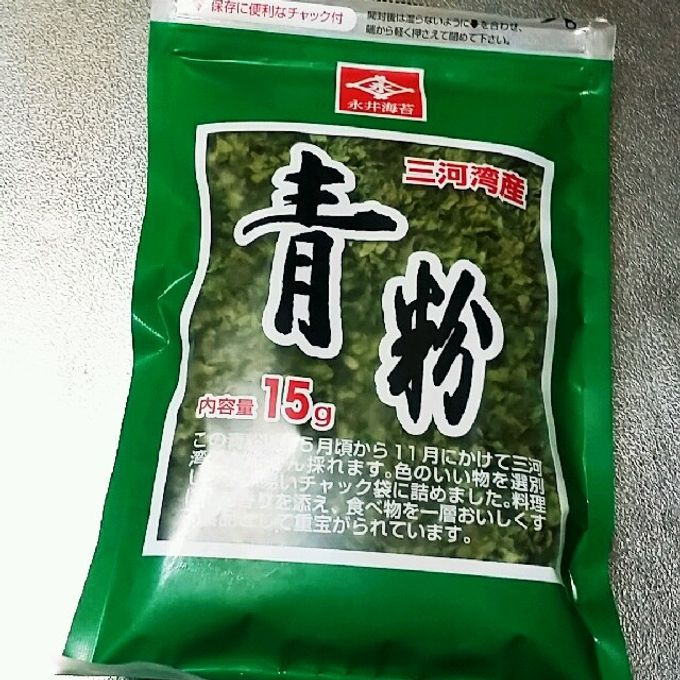 保存に便利なチャック付
開封後は湿らないように を合わせ、
端から軽く押さえて閉めて下さい。
永
永井海苔
三河湾産
青粉
内容量 15g
この 5月頃から11月にかけて三河
湾 採れます。色のいい物を選別
し いチャック袋に詰めました。料理
に を添え、食べ物を一層おいしくす
して重宝がられています。